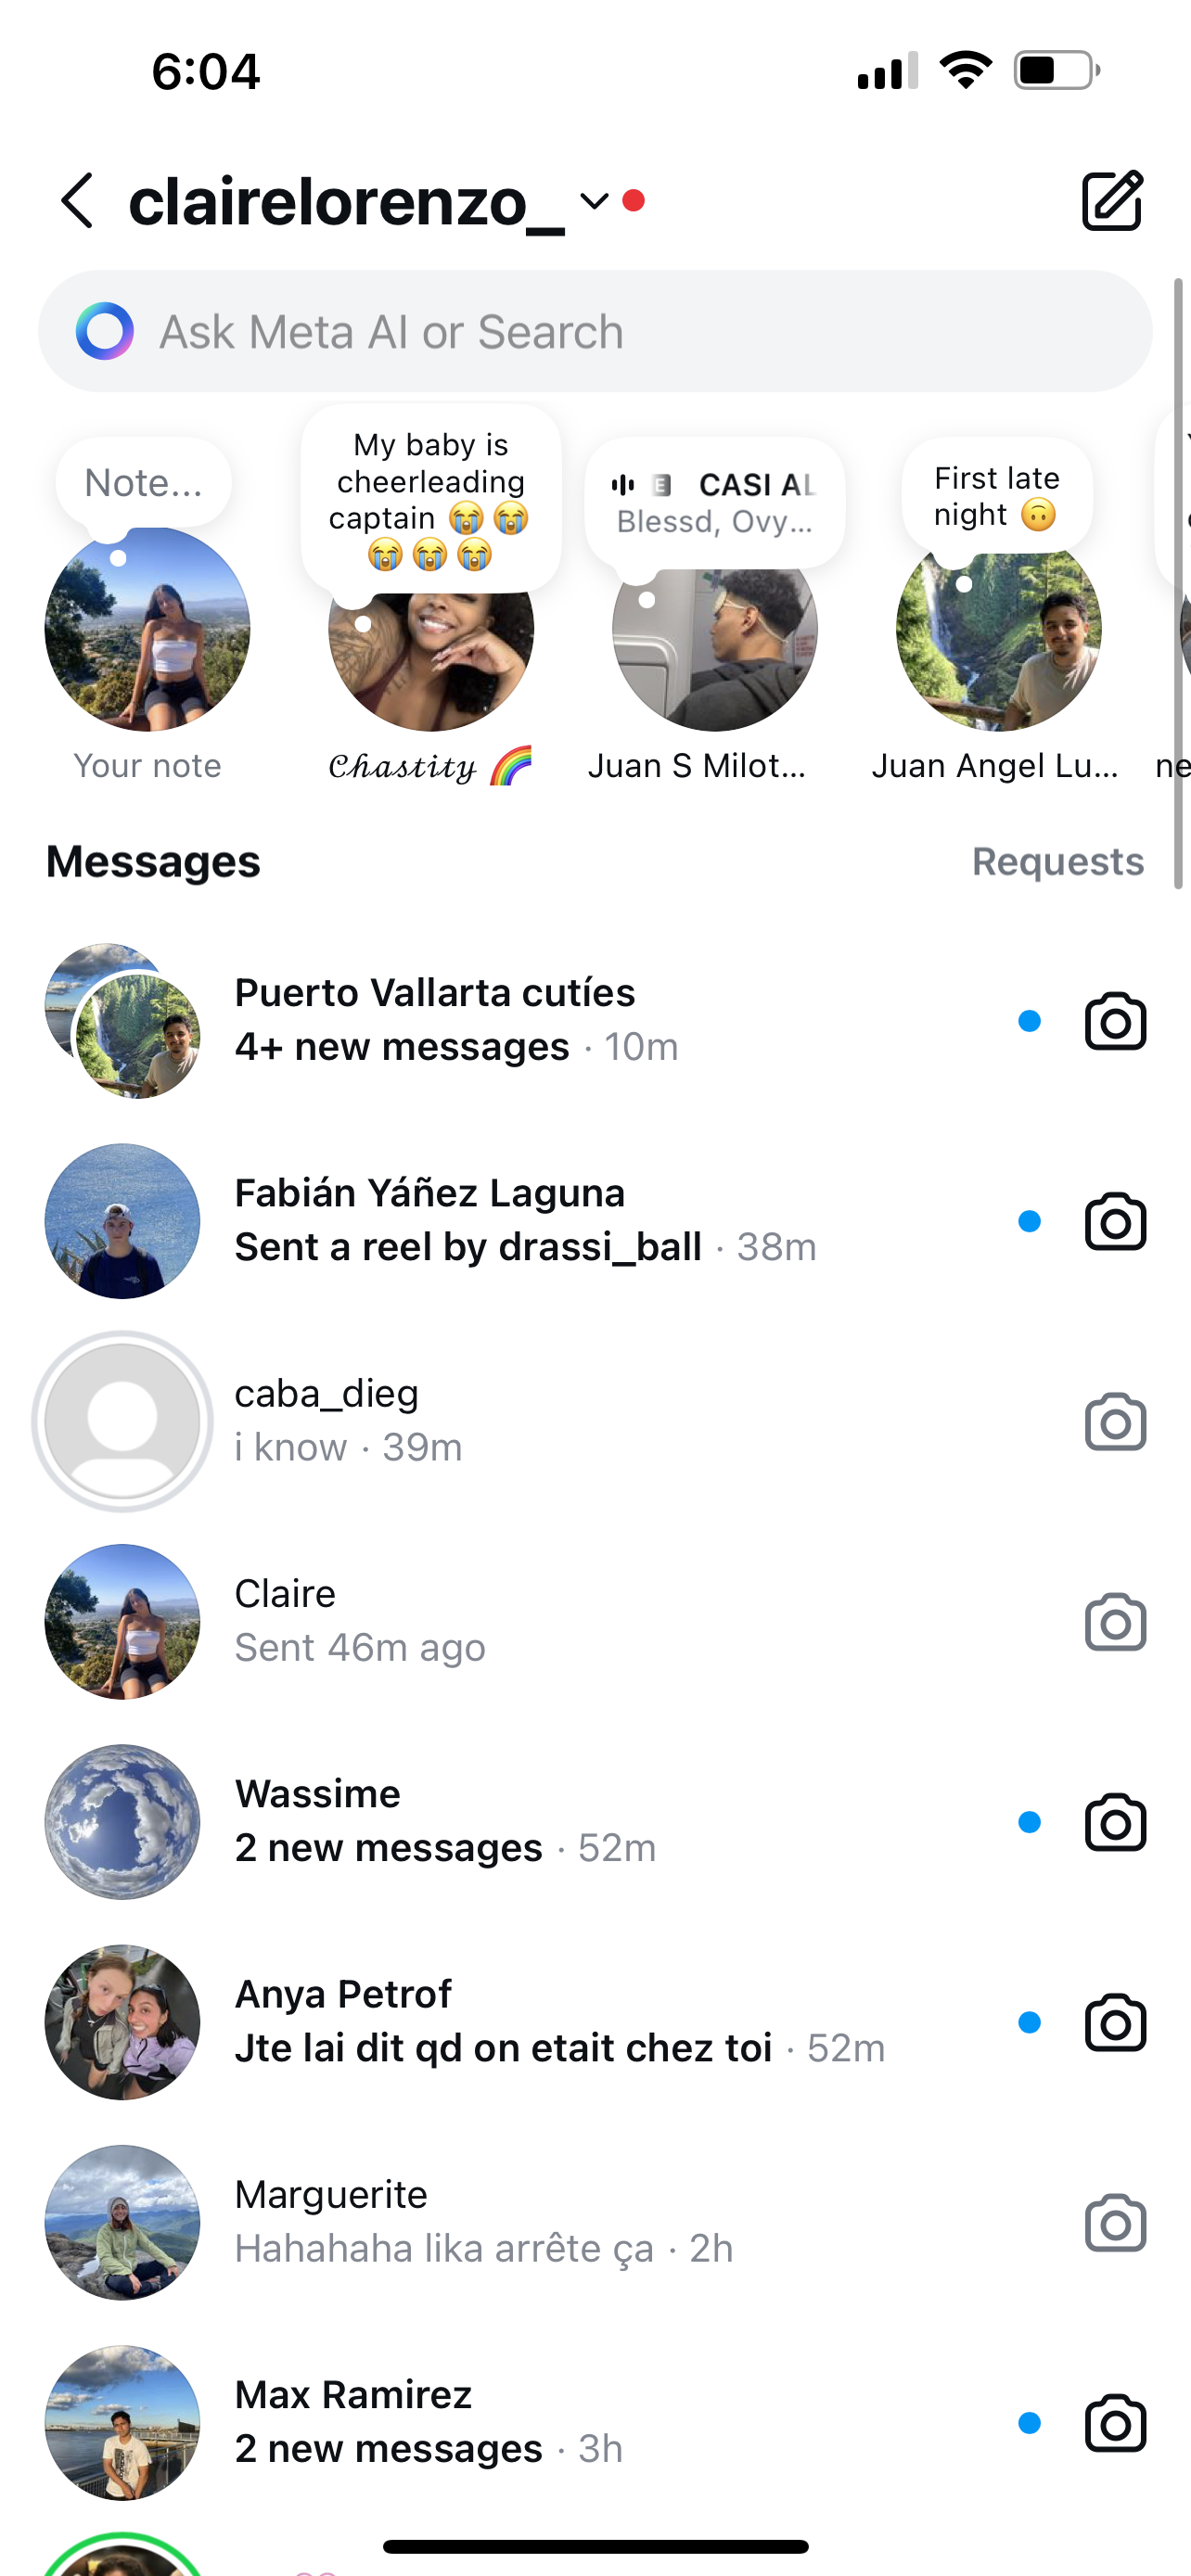 6:04
clairelorenzo_
Ask Meta AI or Search
Note...
My baby is
cheerleading
captain 😭😭
😭😭😭
E CASI AL
Blessd, Ovy...
First late
night 🙃
Your note
𝓒𝓱𝓪𝓼𝓽𝓲𝓽𝔂 🌈
Juan S Milot...
Juan Angel Lu...
ne
Messages
Requests
Puerto Vallarta cutíes
4+ new messages · 10m
Fabián Yáñez Laguna
Sent a reel by drassi_ball · 38m
caba_dieg
i know · 39m
Claire
Sent 46m ago
Wassime
2 new messages · 52m
Anya Petrof
Jte lai dit qd on etait chez toi · 52m
Marguerite
Hahahaha lika arrête ça · 2h
Max Ramirez
2 new messages · 3h